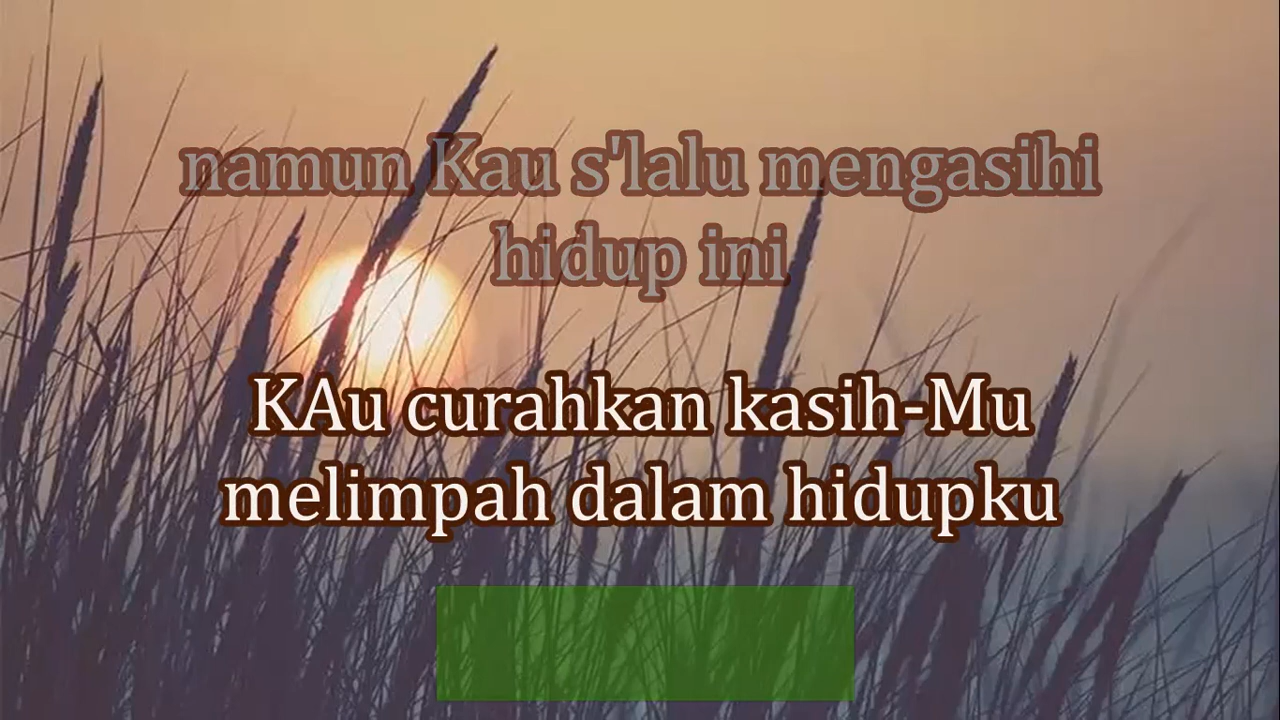 namun Kau s'lalu mengasihi
hidup ini
KAu curahkan kasih-Mu
melimpah dalam hidupku